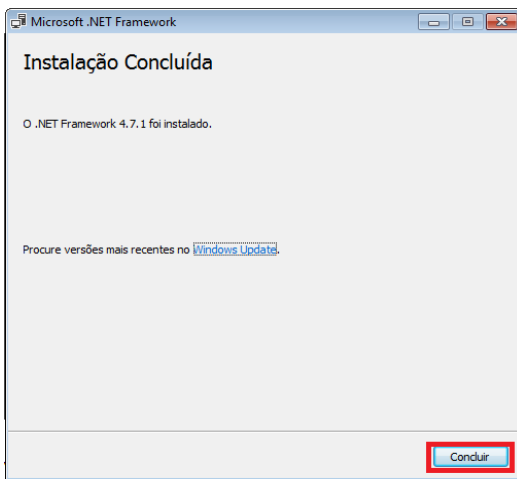 Microsoft .NET Framework
Instalação Concluída
O .NET Framework 4.7.1 foi instalado.
Procure versões mais recentes no Windows Update.
Concluir